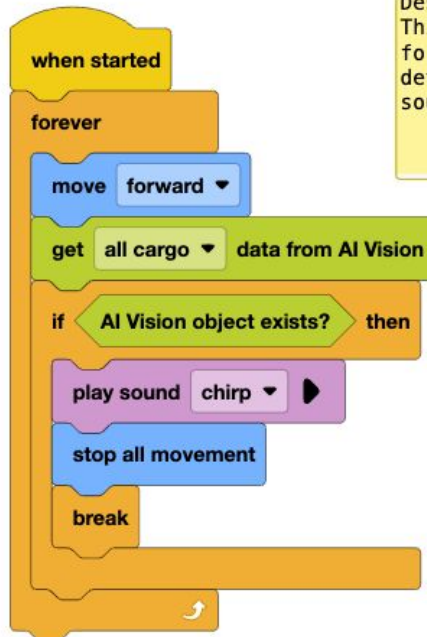 when started
forever
move forward
get all cargo data from AI Vision
if AI Vision object exists? then
play sound chirp
stop all movement
break